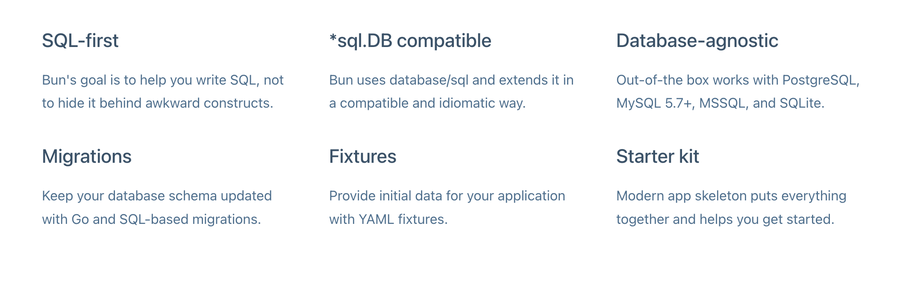 SQL-first
Bun's goal is to help you write SQL, not
to hide it behind awkward constructs.
*sql.DB compatible
Bun uses database/sql and extends it in
a compatible and idiomatic way.
Database-agnostic
Out-of-the box works with PostgreSQL,
MySQL 5.7+, MSSQL, and SQLite.
Migrations
Keep your database schema updated
with Go and SQL-based migrations.
Fixtures
Provide initial data for your application
with YAML fixtures.
Starter kit
Modern app skeleton puts everything
together and helps you get started.